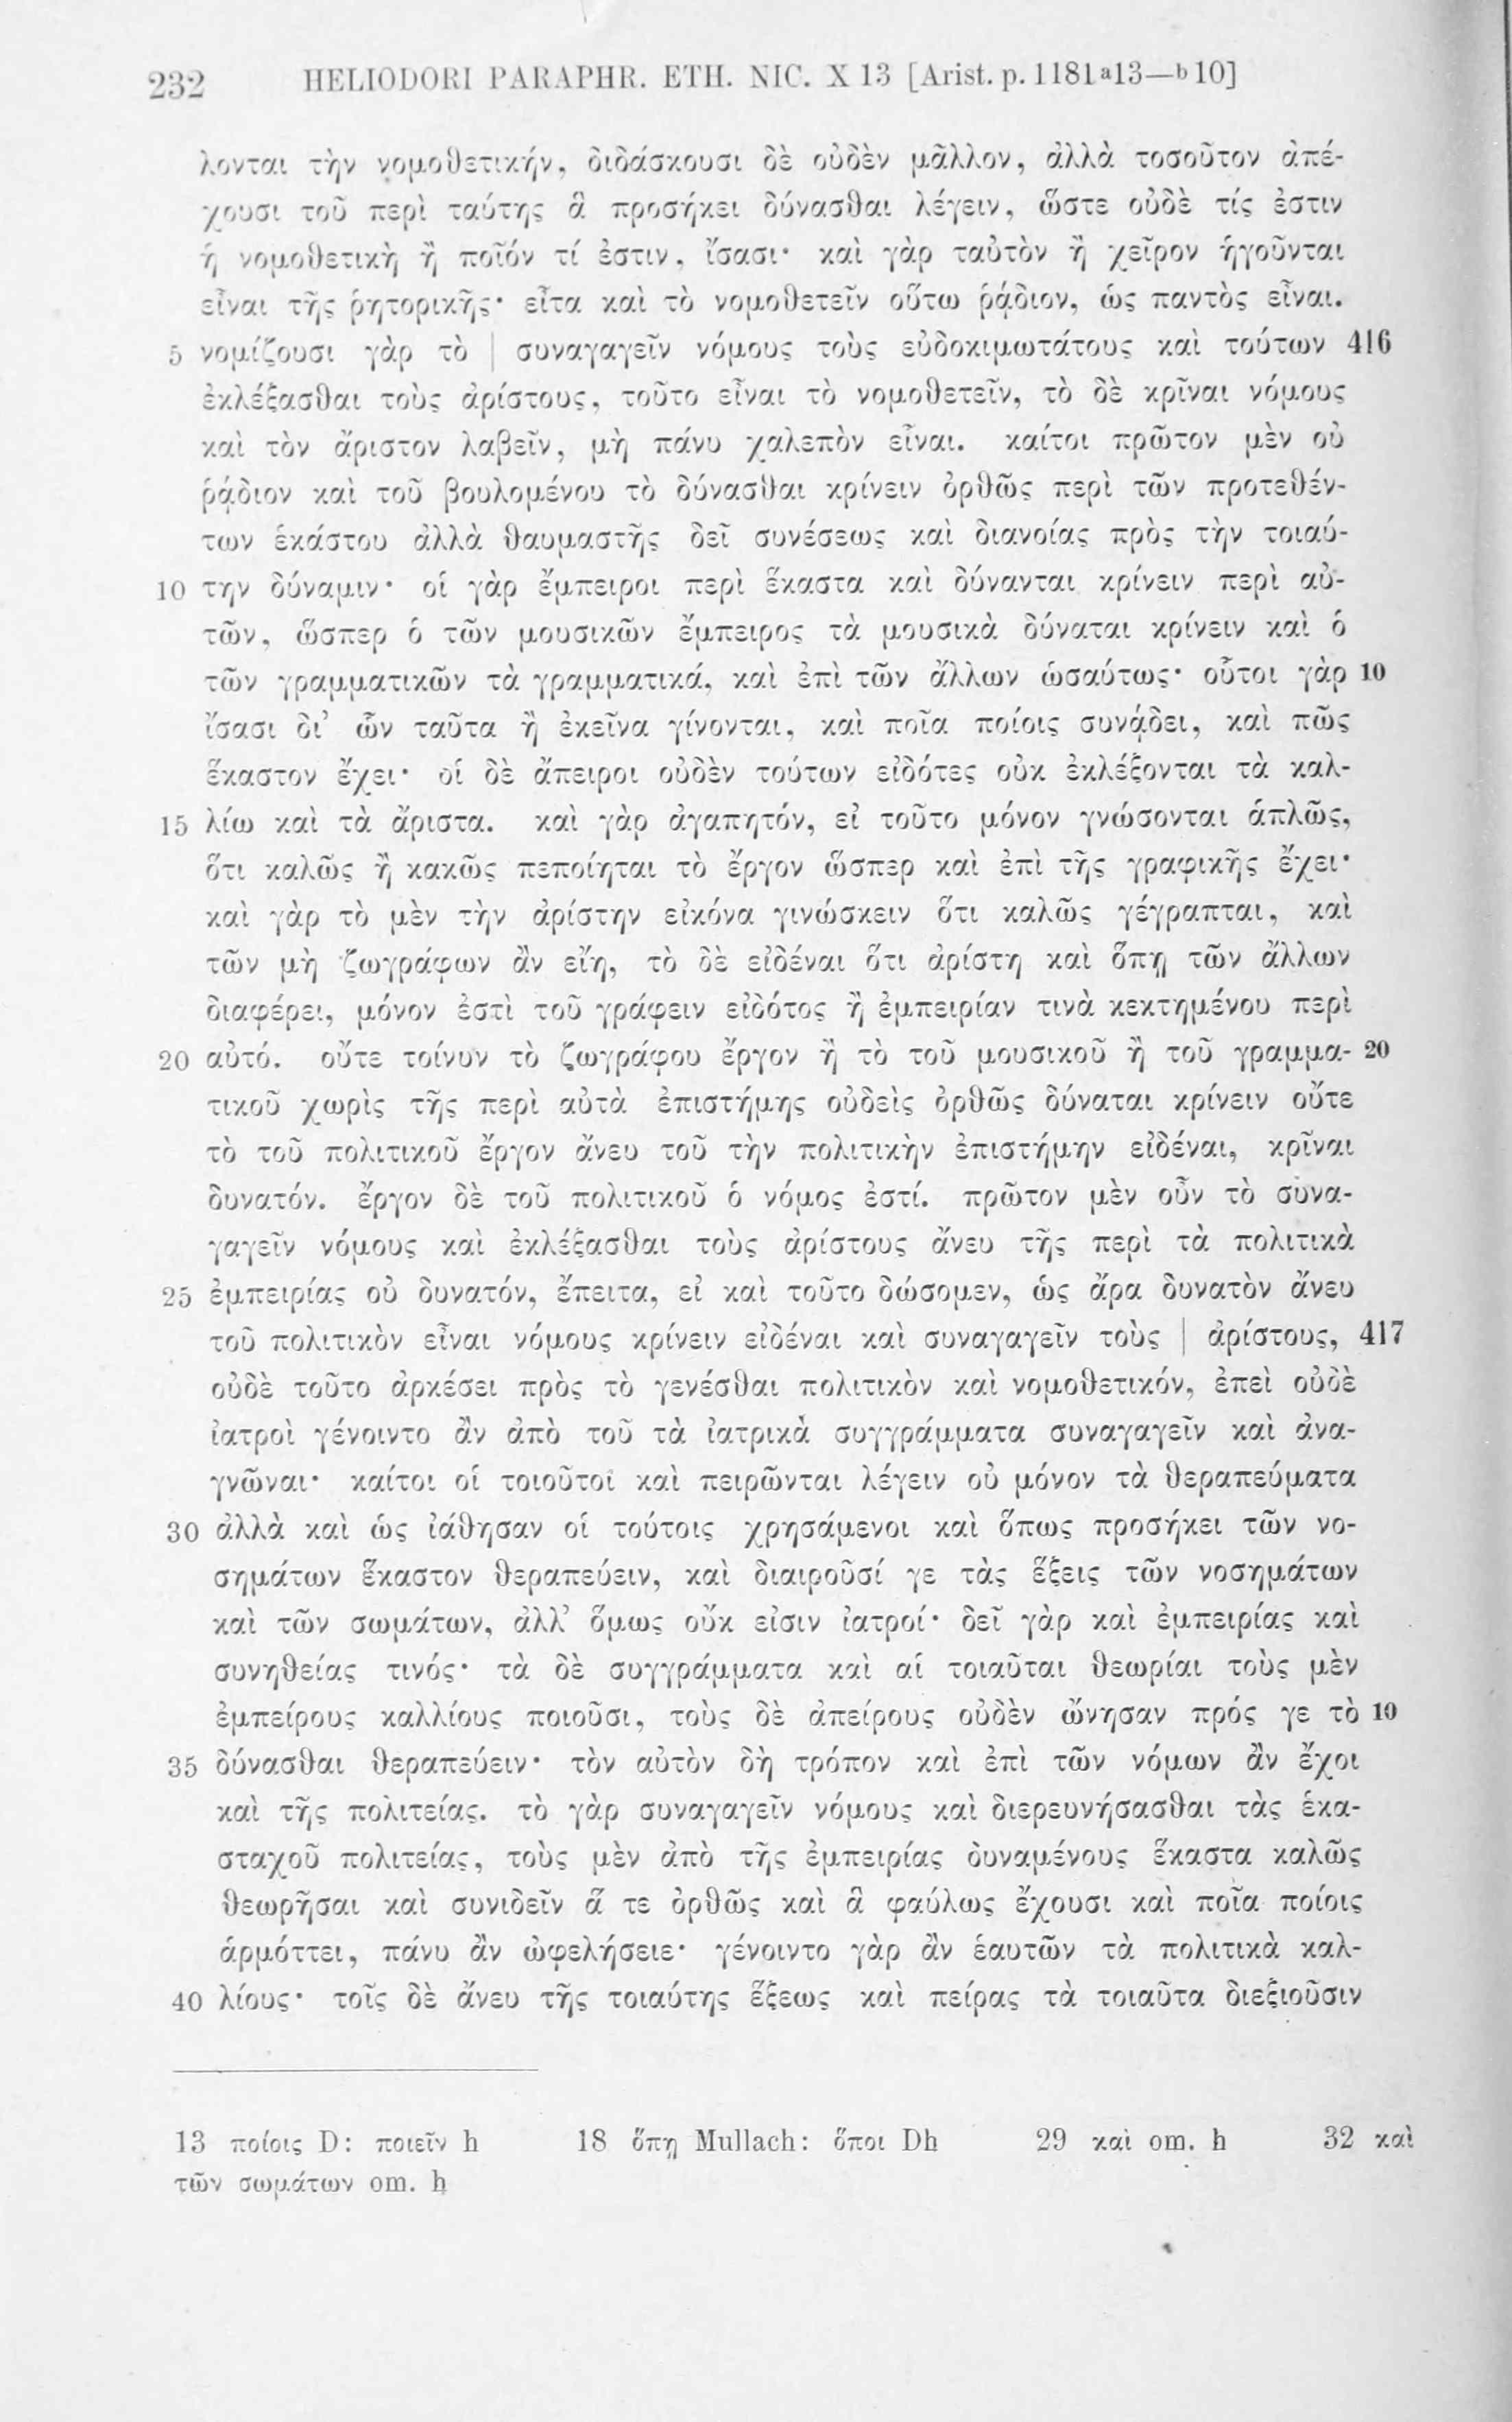 232 HELIODORI PARAPHR. ETH. NIC. X 13 [Arist. p. 1181a13—b10]
λονται τὴν νομοθετικήν, διδάσκουσι δὲ οὐδὲν μᾶλλον, ἀλλὰ τοσοῦτον ἀπέ-
χουσι τοῦ περὶ ταύτης ἃ προσήκει δύνασθαι λέγειν, ὥστε οὐδὲ τίς ἐστιν
ἡ νομοθετικὴ ἢ ποῖόν τί ἐστιν, ἴσασι· καὶ γὰρ ταὐτὸν ἢ χεῖρον ἡγοῦνται
εἶναι τῆς ῥητορικῆς· εἶτα καὶ τὸ νομοθετεῖν οὕτω ῥᾴδιον, ὡς παντὸς εἶναι.
5 νομίζουσι γὰρ τὸ | συναγαγεῖν νόμους τοὺς εὐδοκιμωτάτους καὶ τούτων 416
ἐκλέξασθαι τοὺς ἀρίστους, τοῦτο εἶναι τὸ νομοθετεῖν, τὸ δὲ κρῖναι νόμους
καὶ τὸν ἄριστον λαβεῖν, μὴ πάνυ χαλεπὸν εἶναι. καίτοι πρῶτον μὲν οὐ
ῥᾴδιον καὶ τοῦ βουλομένου τὸ δύνασθαι κρίνειν ὀρθῶς περὶ τῶν προτεθέν-
των ἑκάστου ἀλλὰ θαυμαστῆς δεῖ συνέσεως καὶ διανοίας πρὸς τὴν τοιαύ-
10 την δύναμιν· οἱ γὰρ ἔμπειροι περὶ ἕκαστα καὶ δύνανται κρίνειν περὶ αὐ-
τῶν, ὥσπερ ὁ τῶν μουσικῶν ἔμπειρος τὰ μουσικὰ δύναται κρίνειν καὶ ὁ
τῶν γραμματικῶν τὰ γραμματικά, καὶ ἐπὶ τῶν ἄλλων ὡσαύτως· οὗτοι γὰρ 10
ἴσασι δι’ ὧν ταῦτα ἢ ἐκεῖνα γίνονται, καὶ ποῖα ποίοις συνᾴδει, καὶ πῶς
ἕκαστον ἔχει· οἱ δὲ ἄπειροι οὐδὲν τούτων εἰδότες οὐκ ἐκλέξονται τὰ καλ-
15 λίω καὶ τὰ ἄριστα. καὶ γὰρ ἀγαπητόν, εἰ τοῦτο μόνον γνώσονται ἁπλῶς,
ὅτι καλῶς ἢ κακῶς πεποίηται τὸ ἔργον ὥσπερ καὶ ἐπὶ τῆς γραφικῆς ἔχει·
καὶ γὰρ τὸ μὲν τὴν ἀρίστην εἰκόνα γινώσκειν ὅτι καλῶς γέγραπται, καὶ
τῶν μὴ ζωγράφων ἂν εἴη, τὸ δὲ εἰδέναι ὅτι ἀρίστη καὶ ὅπῃ τῶν ἄλλων
διαφέρει, μόνον ἐστὶ τοῦ γράφειν εἰδότος ἢ ἐμπειρίαν τινὰ κεκτημένου περὶ
20 αὐτό. οὔτε τοίνυν τὸ ζωγράφου ἔργον ἢ τὸ τοῦ μουσικοῦ ἢ τοῦ γραμμα- 20
τικοῦ χωρὶς τῆς περὶ αὐτὰ ἐπιστήμης οὐδεὶς ὀρθῶς δύναται κρίνειν οὔτε
τὸ τοῦ πολιτικοῦ ἔργον ἄνευ τοῦ τὴν πολιτικὴν ἐπιστήμην εἰδέναι, κρῖναι
δυνατόν. ἔργον δὲ τοῦ πολιτικοῦ ὁ νόμος ἐστί. πρῶτον μὲν οὖν τὸ συνα-
γαγεῖν νόμους καὶ ἐκλέξασθαι τοὺς ἀρίστους ἄνευ τῆς περὶ τὰ πολιτικὰ
25 ἐμπειρίας οὐ δυνατόν, ἔπειτα, εἰ καὶ τοῦτο δώσομεν, ὡς ἄρα δυνατὸν ἄνευ
τοῦ πολιτικὸν εἶναι νόμους κρίνειν εἰδέναι καὶ συναγαγεῖν τοὺς | ἀρίστους, 417
οὐδὲ τοῦτο ἀρκέσει πρὸς τὸ γενέσθαι πολιτικὸν καὶ νομοθετικόν, ἐπεὶ οὐδὲ
ἰατροὶ γένοιντο ἂν ἀπὸ τοῦ τὰ ἰατρικὰ συγγράμματα συναγαγεῖν καὶ ἀνα-
γνῶναι· καίτοι οἱ τοιοῦτοι καὶ πειρῶνται λέγειν οὐ μόνον τὰ θεραπεύματα
30 ἀλλὰ καὶ ὡς ἰάθησαν οἱ τούτοις χρησάμενοι καὶ ὅπως προσήκει τῶν νο-
σημάτων ἕκαστον θεραπεύειν, καὶ διαιροῦσί γε τὰς ἕξεις τῶν νοσημάτων
καὶ τῶν σωμάτων, ἀλλ’ ὅμως οὔκ εἰσιν ἰατροί· δεῖ γὰρ καὶ ἐμπειρίας καὶ
συνηθείας τινός· τὰ δὲ συγγράμματα καὶ αἱ τοιαῦται θεωρίαι τοὺς μὲν
ἐμπείρους καλλίους ποιοῦσι, τοὺς δὲ ἀπείρους οὐδὲν ὤνησαν πρός γε τὸ 10
35 δύνασθαι θεραπεύειν· τὸν αὐτὸν δὴ τρόπον καὶ ἐπὶ τῶν νόμων ἂν ἔχοι
καὶ τῆς πολιτείας. τὸ γὰρ συναγαγεῖν νόμους καὶ διερευνήσασθαι τὰς ἑκα-
σταχοῦ πολιτείας, τοὺς μὲν ἀπὸ τῆς ἐμπειρίας δυναμένους ἕκαστα καλῶς
θεωρῆσαι καὶ συνιδεῖν ἅ τε ὀρθῶς καὶ ἃ φαύλως ἔχουσι καὶ ποῖα ποίοις
ἁρμόττει, πάνυ ἂν ὠφελήσειε· γένοιντο γὰρ ἂν ἑαυτῶν τὰ πολιτικὰ καλ-
40 λίους· τοῖς δὲ ἄνευ τῆς τοιαύτης ἕξεως καὶ πείρας τὰ τοιαῦτα διεξιοῦσιν
13 ποίοις D: ποιεῖν h 18 ὅπῃ Mullach: ὅποι Dh 29 καὶ om. h 32 καὶ
τῶν σωμάτων om. h